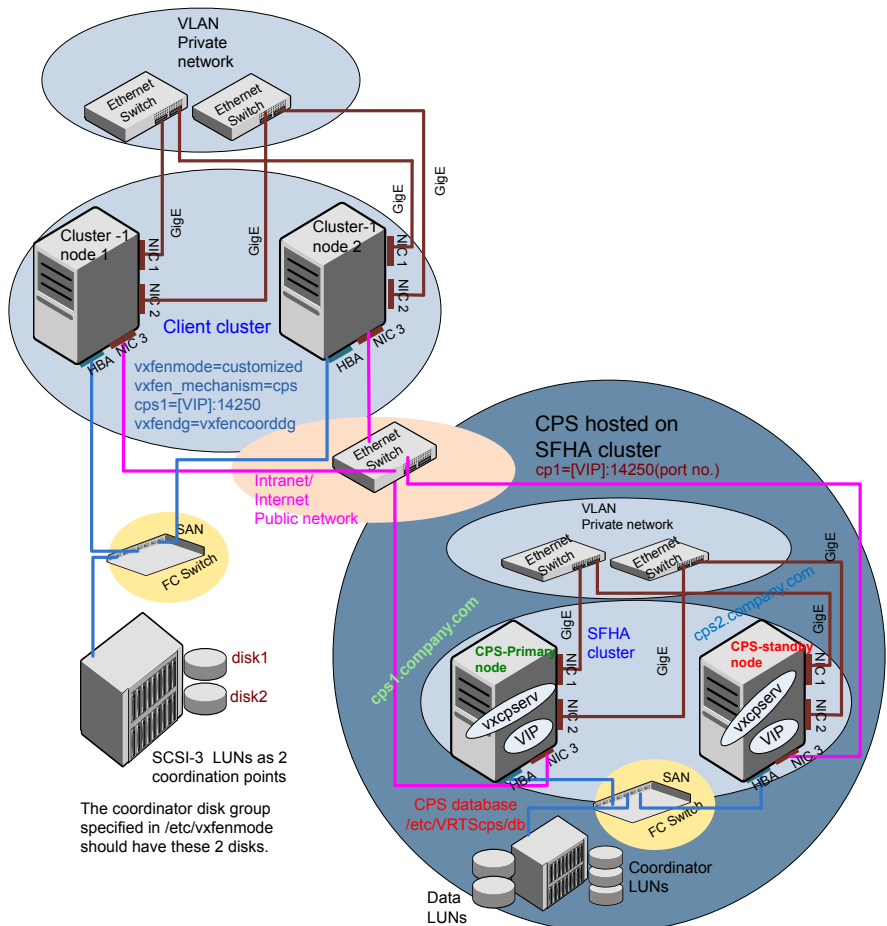 VLAN
Private
network
Ethernet
Switch
Ethernet
Switch
GigE
GigE
GigE
GigE
Cluster -1
node 1
NIC 1
NIC 2
HBA
NIC 3
Cluster-1
node 2
NIC 1
NIC 2
HBA
NIC 3
Client cluster
vxfenmode=customized
vxfen_mechanism=cps
cps1=[VIP]:14250
vxfendg=vxfencoorddg
Ethernet
Switch
Intranet/
Internet
Public network
SAN
FC Switch
disk1
disk2
SCSI-3 LUNs as 2
coordination points
The coordinator disk group
specified in /etc/vxfenmode
should have these 2 disks.
CPS hosted on
SFHA cluster
cp1=[VIP]:14250(port no.)
VLAN
Private network
Ethernet
Switch
Ethernet
Switch
GigE
GigE
GigE
GigE
cps1.company.com
cps2.company.com
SFHA
cluster
CPS-Primary
node
vxcpserv
VIP
NIC 1
NIC 2
HBA
NIC 3
CPS-standby
node
vxcpserv
VIP
NIC 1
NIC 2
HBA
NIC 3
SAN
FC Switch
CPS database
/etc/VRTScps/db
Data
LUNs
Coordinator
LUNs